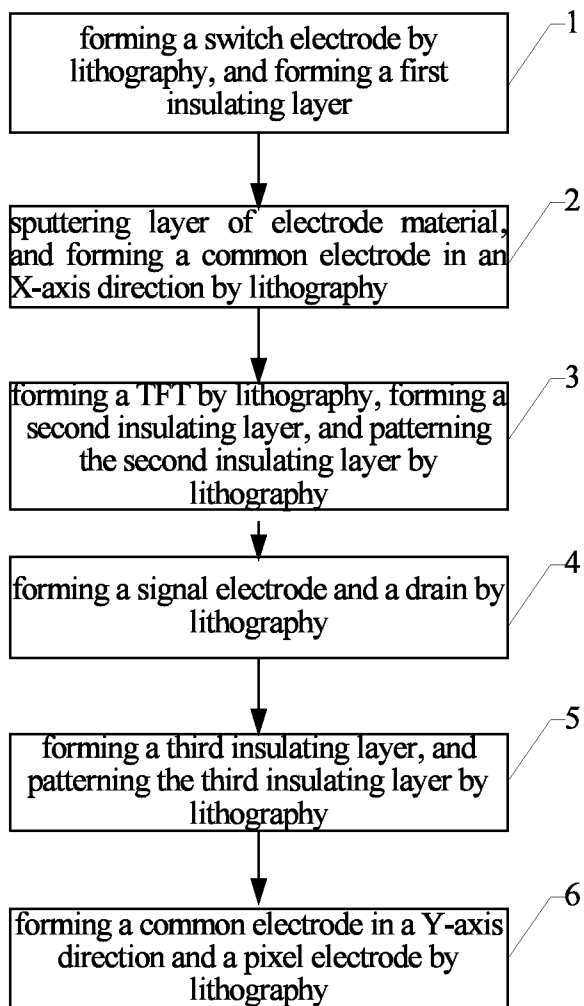 forming a switch electrode by
lithography, and forming a first
insulating layer
1
sputtering layer of electrode material,
and forming a common electrode in an
X-axis direction by lithography
2
forming a TFT by lithography, forming a
second insulating layer, and patterning
the second insulating layer by
lithography
3
forming a signal electrode and a drain by
lithography
4
forming a third insulating layer, and
patterning the third insulating layer by
lithography
5
forming a common electrode in a Y-axis
direction and a pixel electrode by
lithography
6